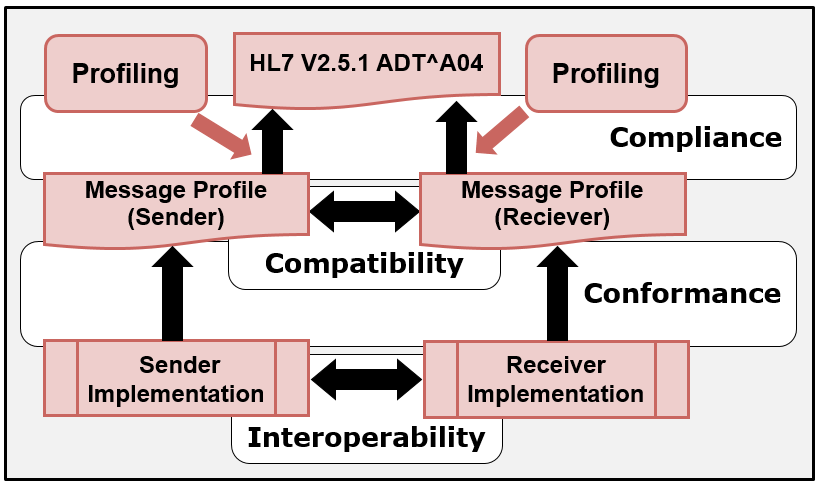 Profiling
HL7 V2.5.1 ADT^A04
Profiling
Compliance
Message Profile
(Sender)
Message Profile
(Reciever)
Compatibility
Conformance
Sender
Implementation
Receiver
Implementation
Interoperability